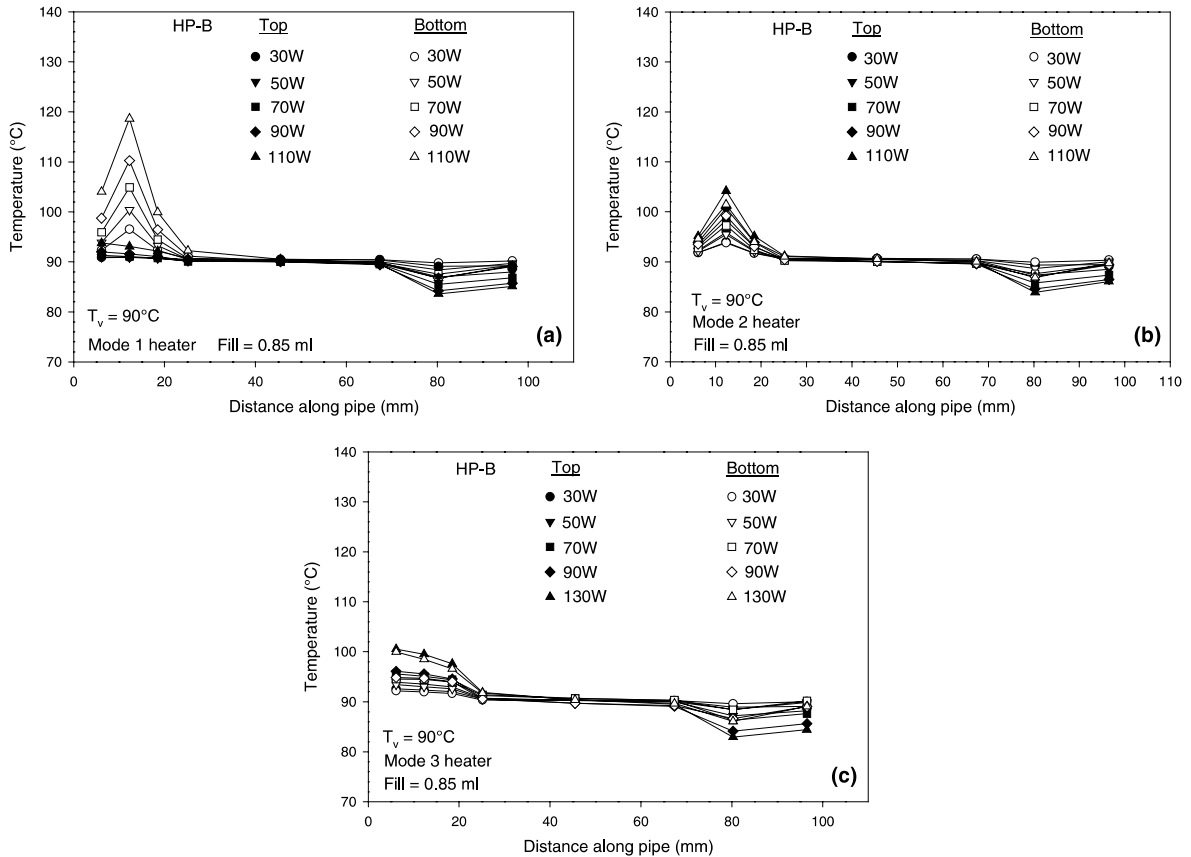 HP-B Top Bottom
30W 30W
50W 50W
70W 70W
90W 90W
110W 110W
Temperature (°C)
140
130
120
110
100
90
80
70
T_v = 90°C
Mode 1 heater Fill = 0.85 ml
(a)
0 20 40 60 80 100
Distance along pipe (mm)
HP-B Top Bottom
30W 30W
50W 50W
70W 70W
90W 90W
110W 110W
Temperature (°C)
140
130
120
110
100
90
80
70
T_v = 90°C
Mode 2 heater
Fill = 0.85 ml
(b)
0 10 20 30 40 50 60 70 80 90 100 110
Distance along pipe (mm)
HP-B Top Bottom
30W 30W
50W 50W
70W 70W
90W 90W
130W 130W
Temperature (°C)
140
130
120
110
100
90
80
70
T_v = 90°C
Mode 3 heater
Fill = 0.85 ml
(c)
0 20 40 60 80 100
Distance along pipe (mm)